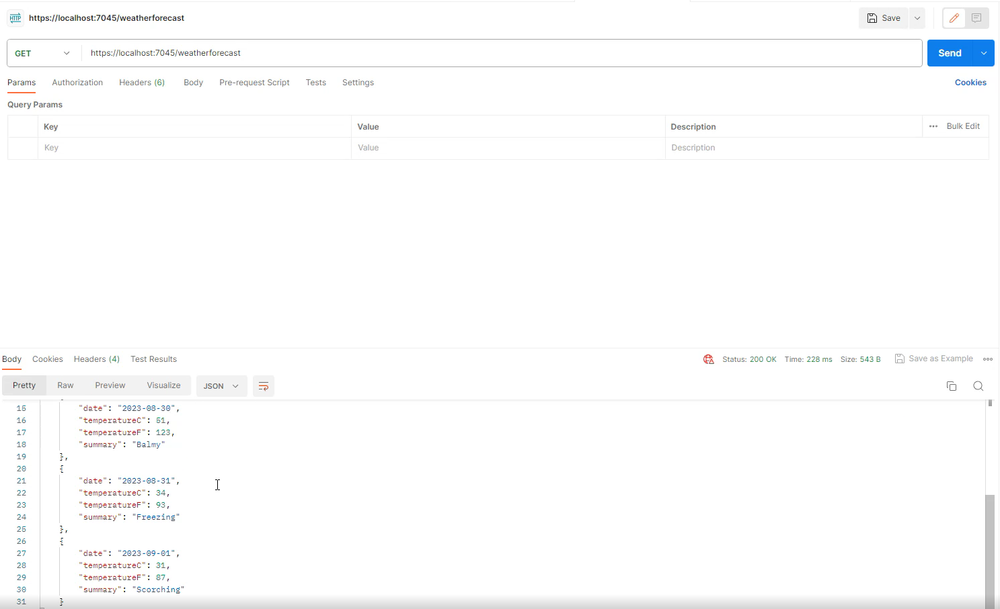 HTTP https://localhost:7045/weatherforecast Save
GET https://localhost:7045/weatherforecast Send
Params Authorization Headers (6) Body Pre-request Script Tests Settings Cookies
Query Params
Key Value Description ••• Bulk Edit
Key Value Description
Body Cookies Headers (4) Test Results Status: 200 OK Time: 228 ms Size: 543 B Save as Example
Pretty Raw Preview Visualize JSON
15 "date": "2023-08-30",
16 "temperatureC": 51,
17 "temperatureF": 123,
18 "summary": "Balmy"
19 },
20 {
21 "date": "2023-08-31",
22 "temperatureC": 34,
23 "temperatureF": 93,
24 "summary": "Freezing"
25 },
26 {
27 "date": "2023-09-01",
28 "temperatureC": 31,
29 "temperatureF": 87,
30 "summary": "Scorching"
31 }